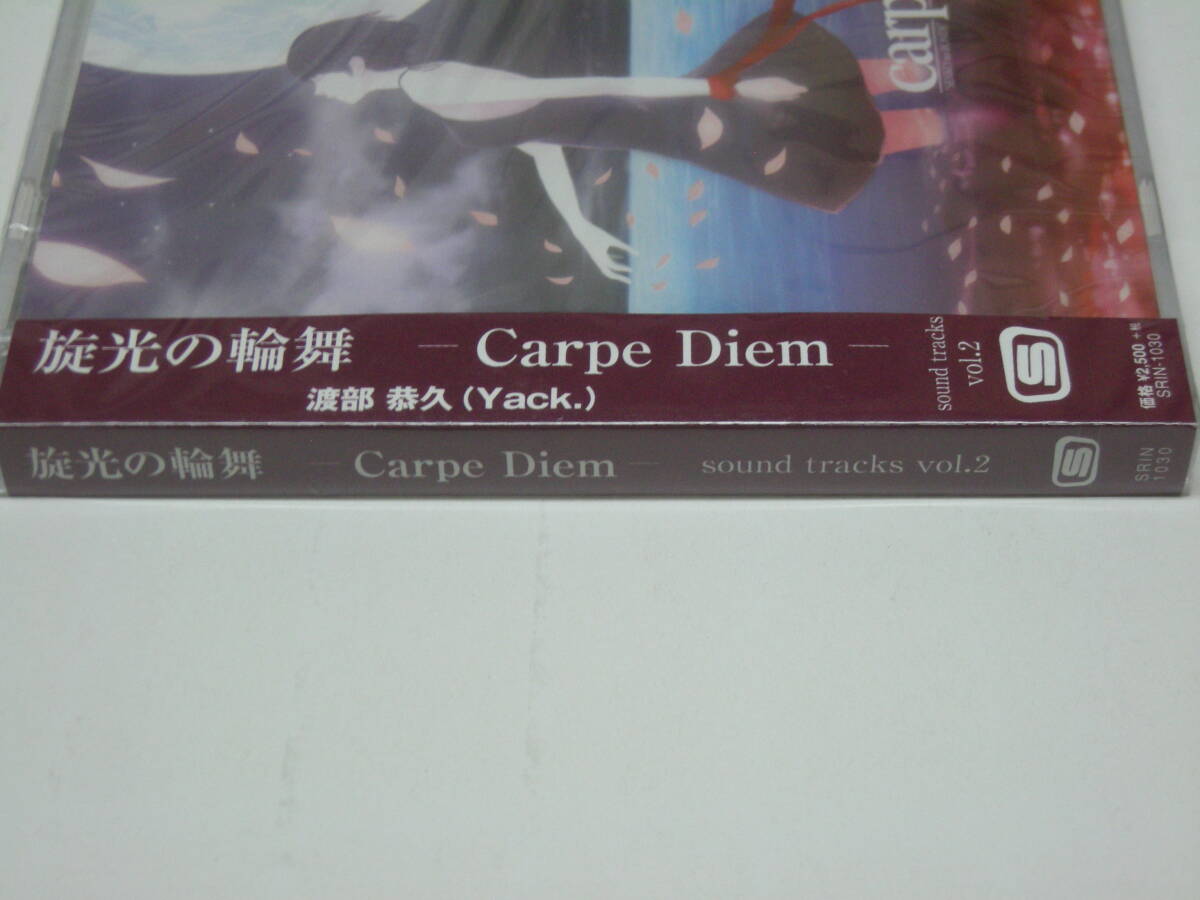 carp
旋光の輪舞 — Carpe Diem —
渡部 恭久(Yack.)
sound tracks
vol.2
S
価格 ¥2,500+税
SRIN-1030
旋光の輪舞 — Carpe Diem — sound tracks vol.2
S
SRIN
1030